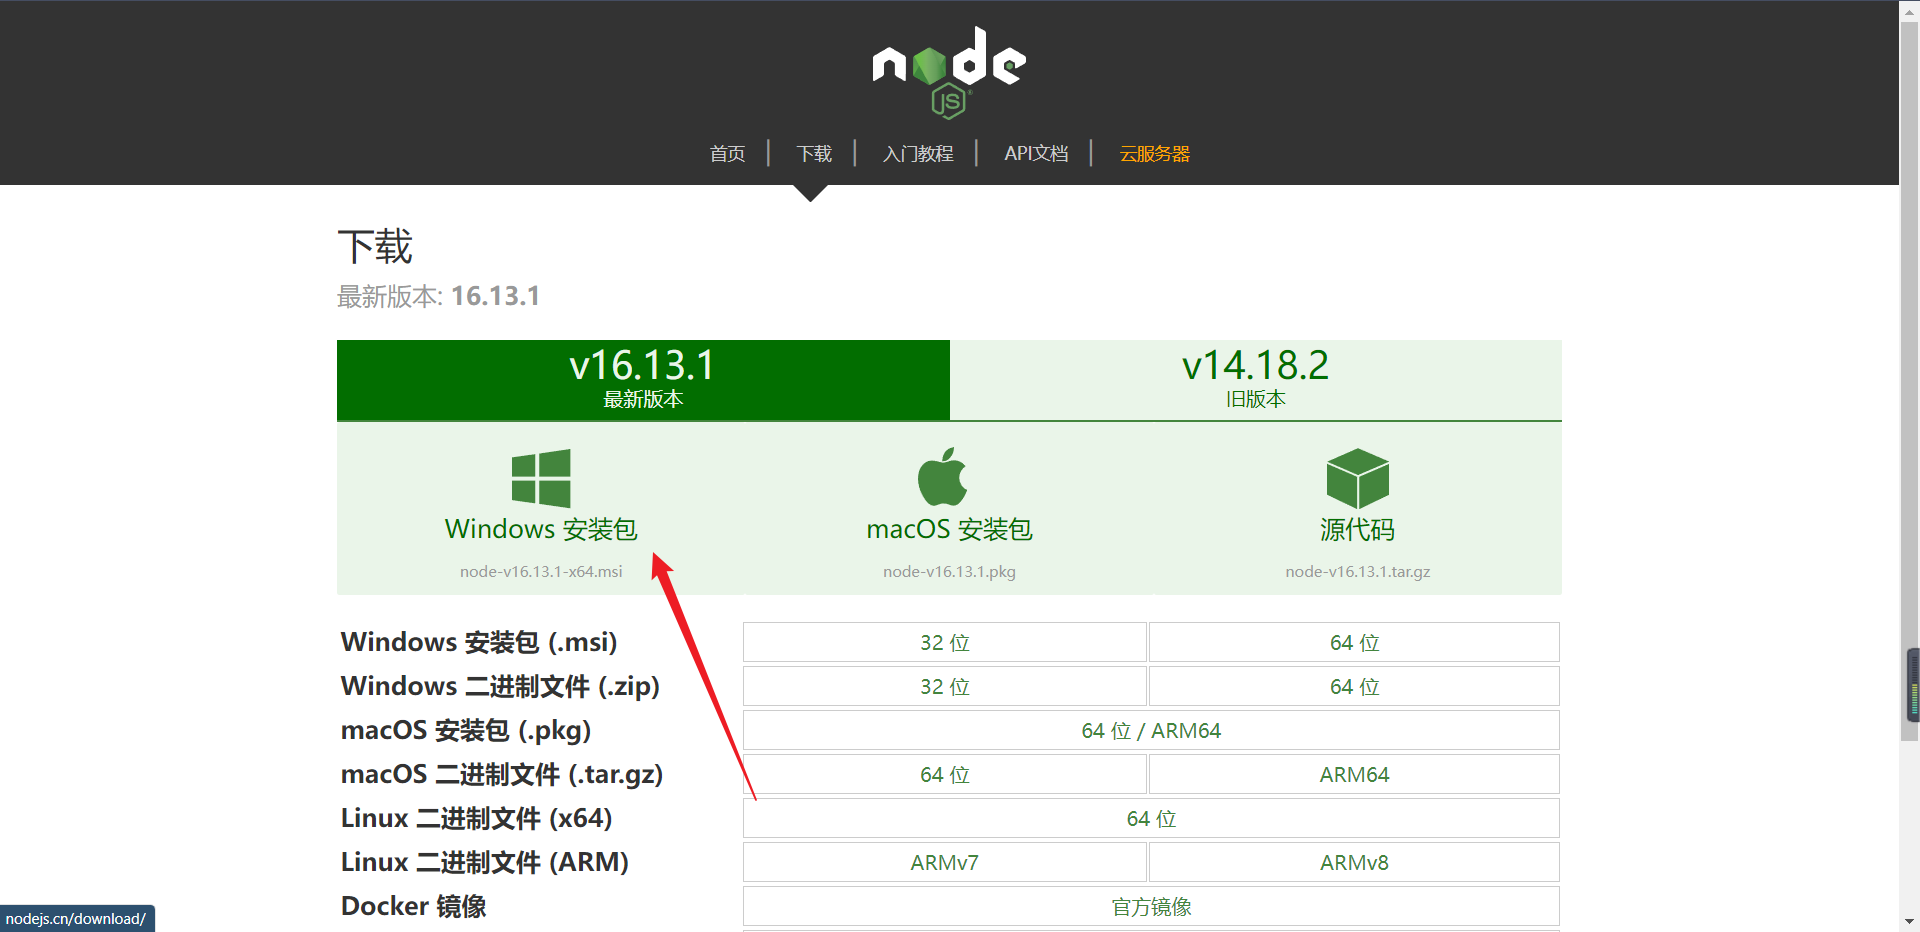 node
JS
首页 | 下载 | 入门教程 | API文档 | 云服务器
下载
最新版本: 16.13.1
v16.13.1
最新版本
v14.18.2
旧版本
Windows 安装包
node-v16.13.1-x64.msi
macOS 安装包
node-v16.13.1.pkg
源代码
node-v16.13.1.tar.gz
Windows 安装包 (.msi) 32 位 64 位
Windows 二进制文件 (.zip) 32 位 64 位
macOS 安装包 (.pkg) 64 位 / ARM64
macOS 二进制文件 (.tar.gz) 64 位 ARM64
Linux 二进制文件 (x64) 64 位
Linux 二进制文件 (ARM) ARMv7 ARMv8
Docker 镜像 官方镜像
nodejs.cn/download/